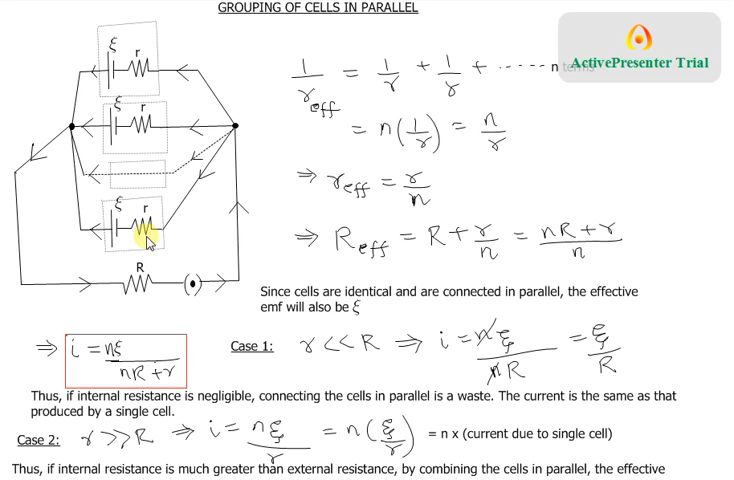 GROUPING OF CELLS IN PARALLEL
ActivePresenter Trial
ξ
r
ξ
r
ξ
r
R
1/r_eff = 1/r + 1/r + ------ n terms
= n(1/r) = n/r
⇒ r_eff = r/n
⇒ R_eff = R + r/n = nR + r/n
Since cells are identical and are connected in parallel, the effective
emf will also be ξ
⇒ i = nξ/nR + r
Case 1: r << R ⇒ i = nξ/nR = ξ/R
Thus, if internal resistance is negligible, connecting the cells in parallel is a waste. The current is the same as that
produced by a single cell.
Case 2: r >> R ⇒ i = nξ/r = n(ξ/r) = n x (current due to single cell)
Thus, if internal resistance is much greater than external resistance, by combining the cells in parallel, the effective